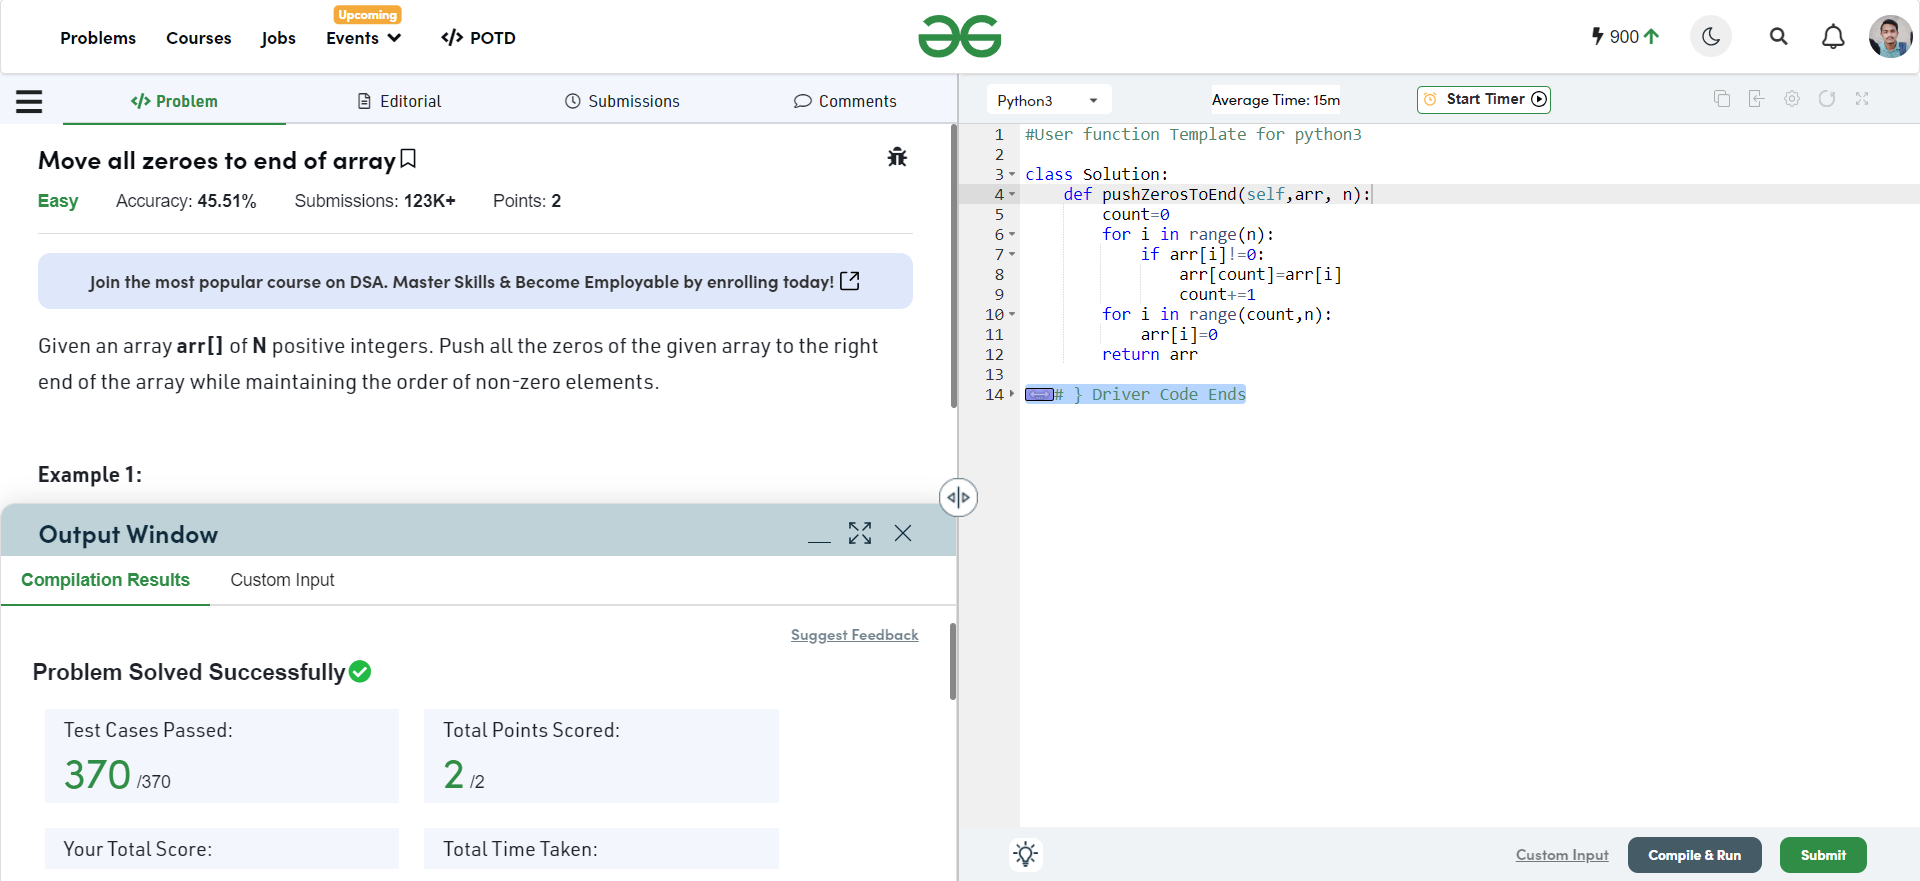 Upcoming
Problems Courses Jobs Events </> POTD 900
</> Problem Editorial Submissions Comments
Move all zeroes to end of array
Easy Accuracy: 45.51% Submissions: 123K+ Points: 2
Join the most popular course on DSA. Master Skills & Become Employable by enrolling today!
Given an array arr[] of N positive integers. Push all the zeros of the given array to the right
end of the array while maintaining the order of non-zero elements.
Example 1:
Output Window
Compilation Results Custom Input
Suggest Feedback
Problem Solved Successfully
Test Cases Passed: Total Points Scored:
370 /370 2 /2
Your Total Score: Total Time Taken:
Python3 Average Time: 15m Start Timer
1 #User function Template for python3
2
3 class Solution:
4 def pushZerosToEnd(self,arr, n):
5 count=0
6 for i in range(n):
7 if arr[i]!=0:
8 arr[count]=arr[i]
9 count+=1
10 for i in range(count,n):
11 arr[i]=0
12 return arr
13
14 # } Driver Code Ends
Custom Input Compile & Run Submit